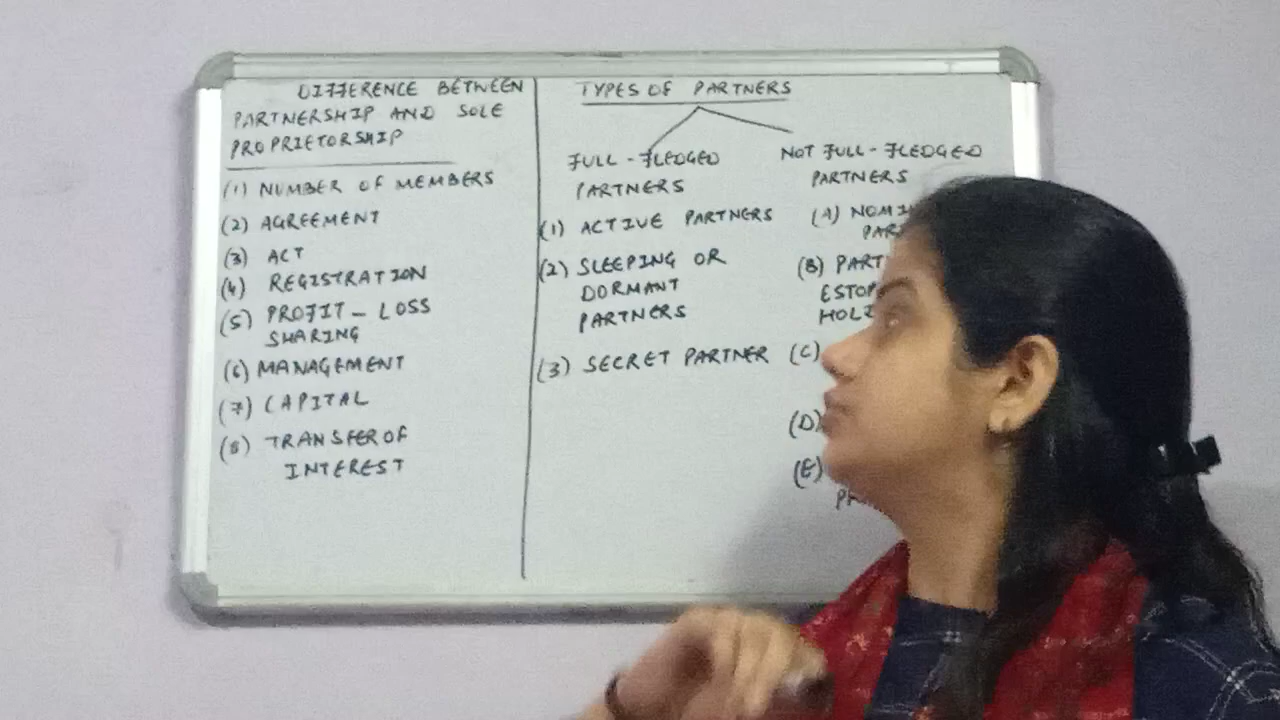 DIFFERENCE BETWEEN
PARTNERSHIP AND SOLE
PROPRIETORSHIP
(1) NUMBER OF MEMBERS
(2) AGREEMENT
(3) ACT
(4) REGISTRATION
(5) PROFIT - LOSS
SHARING
(6) MANAGEMENT
(7) CAPITAL
(8) TRANSFER OF
INTEREST
TYPES OF PARTNERS
FULL - FLEDGED
PARTNERS
(1) ACTIVE PARTNERS
(2) SLEEPING OR
DORMANT
PARTNERS
(3) SECRET PARTNER
NOT FULL - FLEDGED
PARTNERS
(A)
(B)
(C)
(D)
(E)